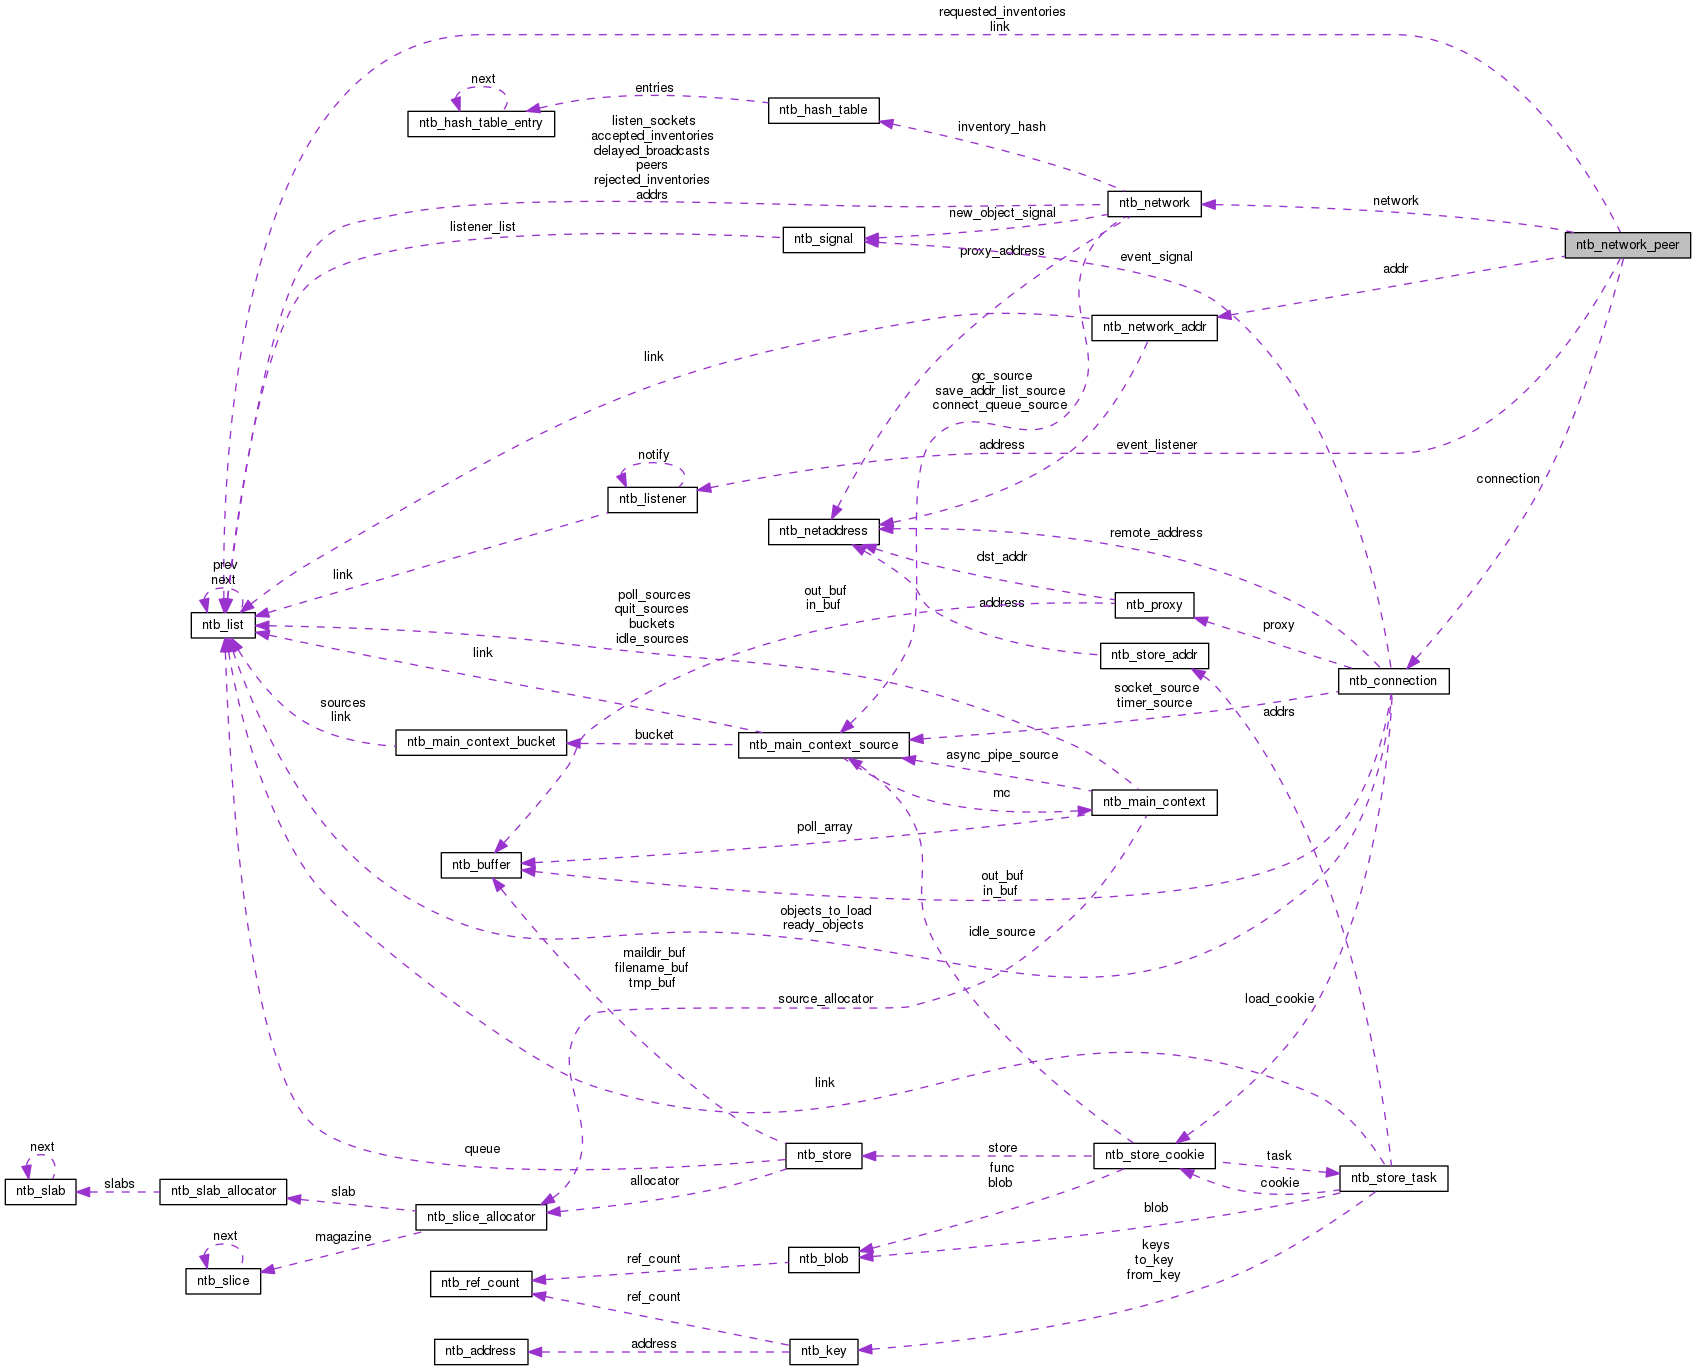 requested_inventories
link
next
entries
ntb_hash_table
ntb_hash_table_entry
listen_sockets
accepted_inventories
delayed_broadcasts
peers
rejected_inventories
addrs
inventory_hash
ntb_network
network
new_object_signal
listener_list
ntb_signal
ntb_network_peer
proxy_address
event_signal
addr
ntb_network_addr
link
gc_source
save_addr_list_source
connect_queue_source
address
event_listener
notify
ntb_listener
connection
ntb_netaddress
remote_address
dst_addr
prev
next
link
out_buf
in_buf
address
ntb_proxy
poll_sources
quit_sources
buckets
idle_sources
ntb_list
proxy
link
ntb_store_addr
ntb_connection
sources
link
socket_source
timer_source
addrs
ntb_main_context_bucket
bucket
ntb_main_context_source
async_pipe_source
mc
ntb_main_context
poll_array
ntb_buffer
out_buf
in_buf
objects_to_load
ready_objects
idle_source
maildir_buf
filename_buf
tmp_buf
source_allocator
load_cookie
link
next
queue
ntb_store
store
ntb_store_cookie
task
func
blob
cookie
ntb_store_task
ntb_slab
slabs
ntb_slab_allocator
slab
allocator
ntb_slice_allocator
blob
next
magazine
keys
to_key
from_key
ntb_slice
ntb_ref_count
ref_count
ntb_blob
ref_count
ntb_address
address
ntb_key